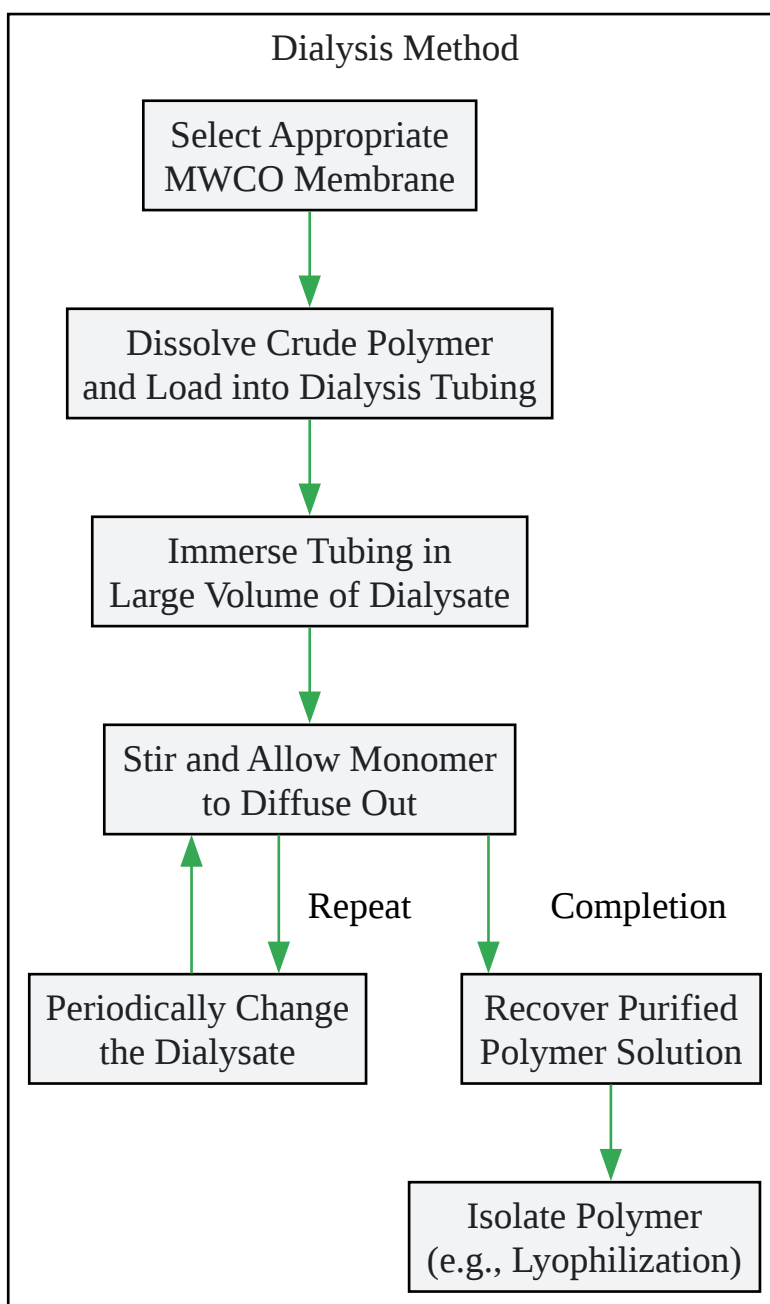 Dialysis Method
Select Appropriate
MWCO Membrane
Dissolve Crude Polymer
and Load into Dialysis Tubing
Immerse Tubing in
Large Volume of Dialysate
Stir and Allow Monomer
to Diffuse Out
Repeat
Completion
Periodically Change
the Dialysate
Recover Purified
Polymer Solution
Isolate Polymer
(e.g., Lyophilization)